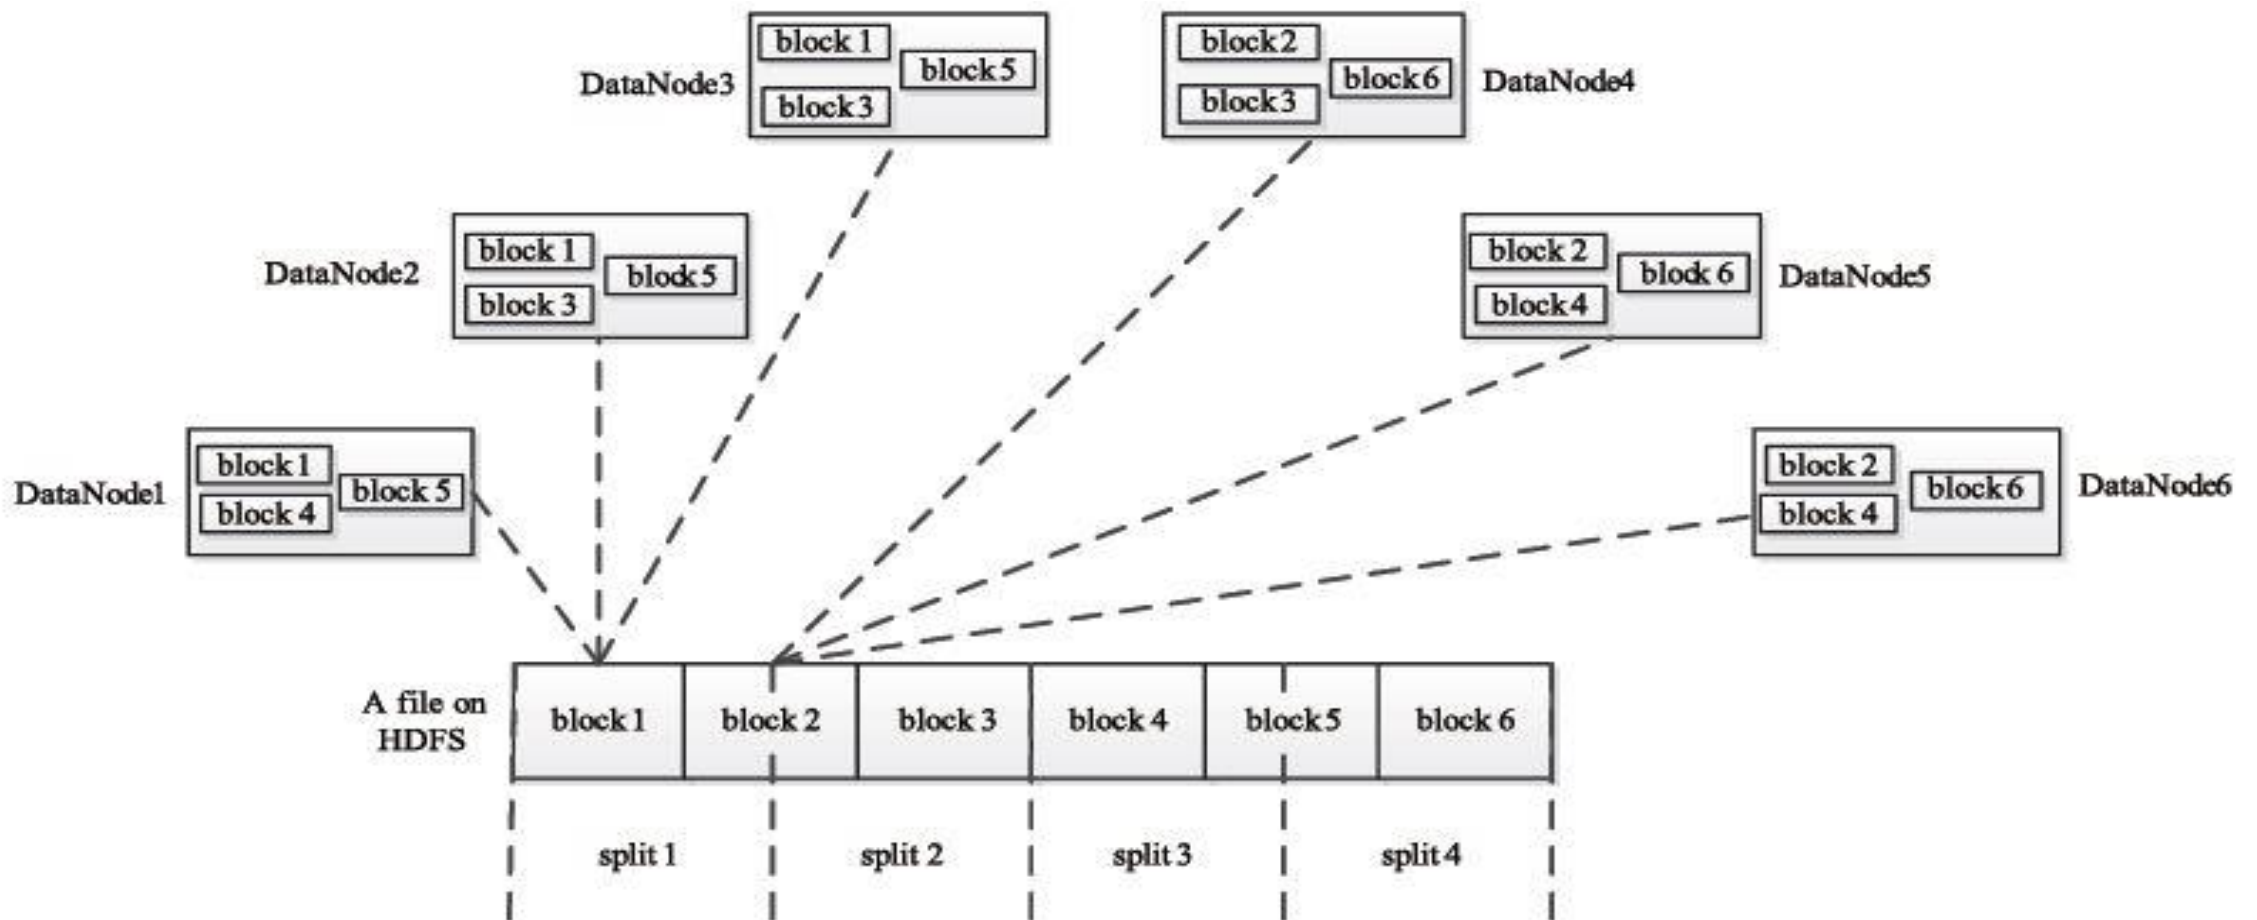 block 1
block 5
block 3
DataNode3
block 2
block 6
block 3
DataNode4
block 1
block 5
block 3
DataNode2
block 2
block 6
block 4
DataNode5
block 1
block 5
block 4
DataNode1
block 2
block 6
block 4
DataNode6
A file on
HDFS
block 1
block 2
block 3
block 4
block 5
block 6
split 1
split 2
split 3
split 4